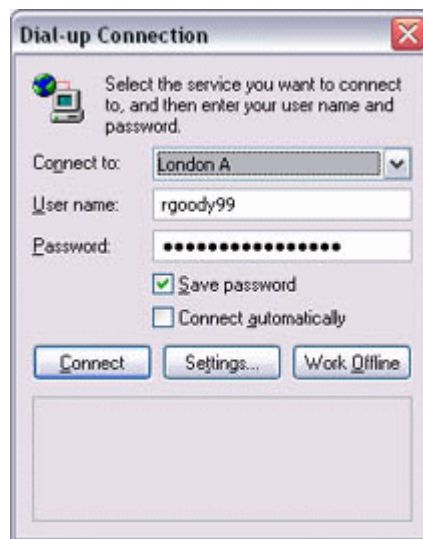 Dial-up Connection
Select the service you want to connect
to, and then enter your user name and
password.
Connect to: London A
User name: rgoody99
Password: ●●●●●●●●●●●●●●●●
Save password
Connect automatically
Connect Settings... Work Offline